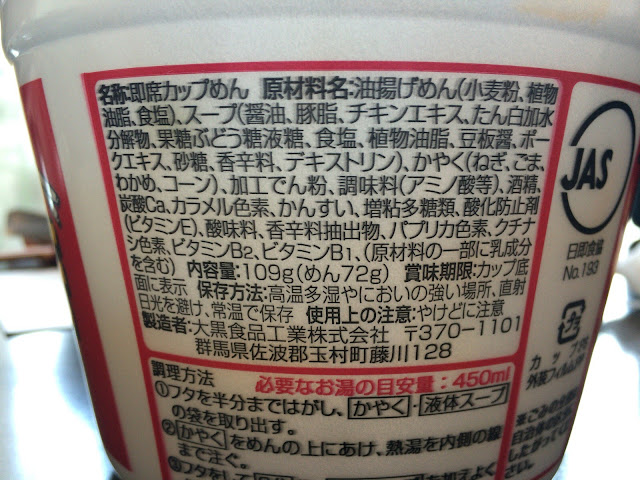 名称:即席カップめん 原材料名:油揚げめん(小麦粉、植物
油脂、食塩)、スープ(醤油、豚脂、チキンエキス、たん白加水
分解物、果糖ぶどう糖液糖、食塩、植物油脂、豆板醤、ポー
クエキス、砂糖、香辛料、デキストリン)、かやく(ねぎ、ごま、
わかめ、コーン)、加工でん粉、調味料(アミノ酸等)、酒精、
炭酸Ca、カラメル色素、かんすい、増粘多糖類、酸化防止剤
(ビタミンE)、酸味料、香辛料抽出物、パプリカ色素、クチナ
シ色素、ビタミンB2、ビタミンB1、(原材料の一部に乳成分
を含む) 内容量:109g(めん72g) 賞味期限:カップ底
面に表示 保存方法:高温多湿やにおいの強い場所、直射
日光を避け、常温で保存 使用上の注意:やけどに注意
製造者:大黒食品工業株式会社 〒370-1101
群馬県佐波郡玉村町藤川128
JAS
日即食協
No.193
カップ
外装フィルム
調理方法 必要なお湯の目安量:450ml
①フタを半分まではがし、かやく・液体スープ
の袋を取り出す。
②かやくをめんの上にあけ、熱湯を内側の線
まで注ぐ。
③フタをして